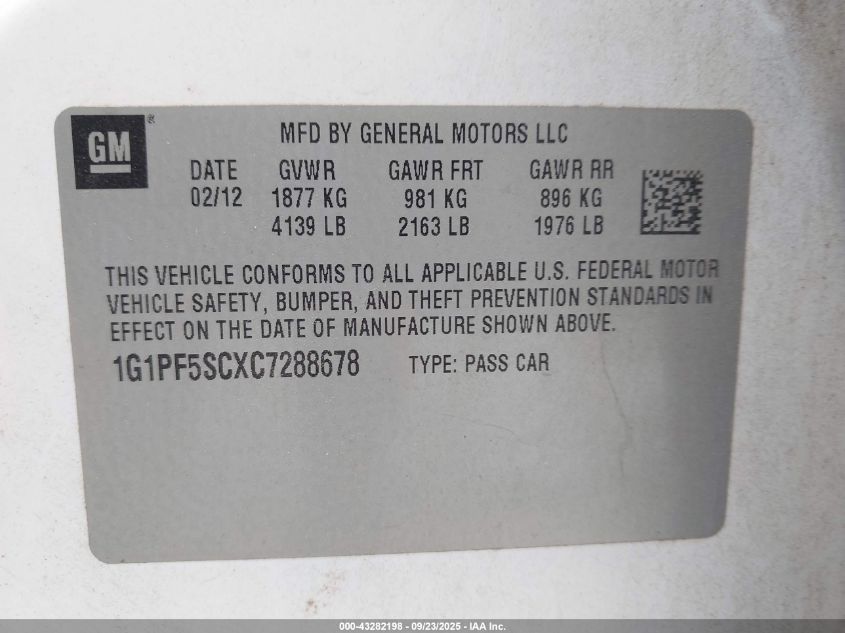 GM ®
MFD BY GENERAL MOTORS LLC
DATE GVWR GAWR FRT GAWR RR
02/12 1877 KG 981 KG 896 KG
4139 LB 2163 LB 1976 LB
THIS VEHICLE CONFORMS TO ALL APPLICABLE U.S. FEDERAL MOTOR
VEHICLE SAFETY, BUMPER, AND THEFT PREVENTION STANDARDS IN
EFFECT ON THE DATE OF MANUFACTURE SHOWN ABOVE.
1G1PF5SCXC7288678 TYPE: PASS CAR
000-43282198 - 09/23/2025 - IAA Inc.